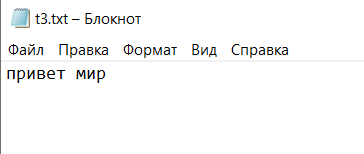 t3.txt – Блокнот
Файл Правка Формат Вид Справка
привет мир